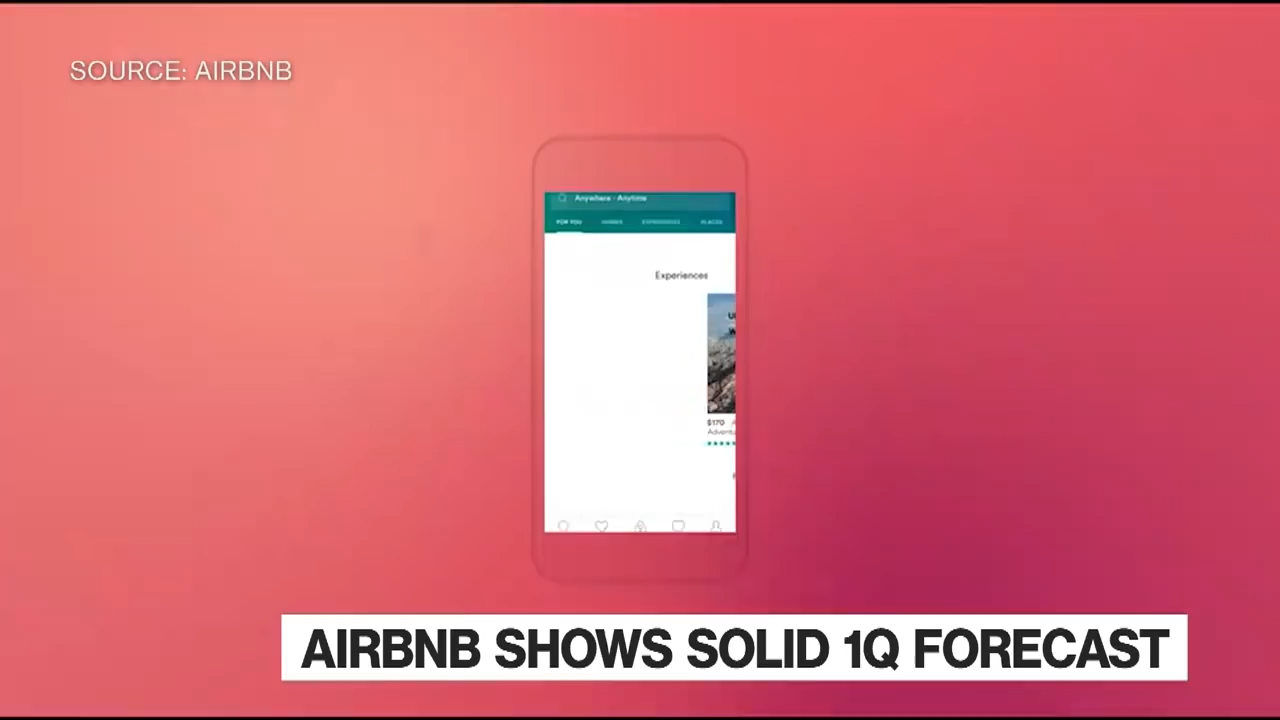 SOURCE: AIRBNB
Anywhere · Anytime
FOR YOU HOMES EXPERIENCES PLACES
Experiences
$170
AIRBNB SHOWS SOLID 1Q FORECAST